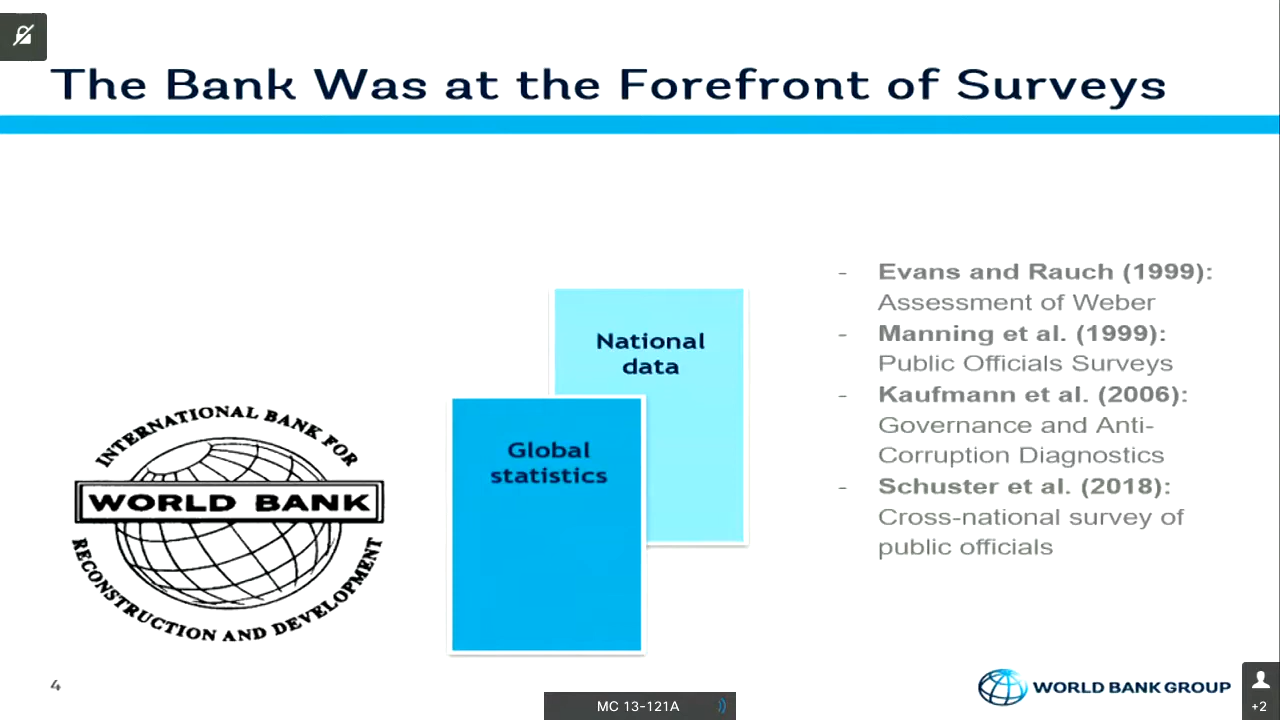 The Bank Was at the Forefront of Surveys
National
data
Global
statistics
- Evans and Rauch (1999):
Assessment of Weber
- Manning et al. (1999):
Public Officials Surveys
- Kaufmann et al. (2006):
Governance and Anti-
Corruption Diagnostics
- Schuster et al. (2018):
Cross-national survey of
public officials
INTERNATIONAL BANK FOR
WORLD BANK
RECONSTRUCTION AND DEVELOPMENT
4
WORLD BANK GROUP
MC 13-121A
+2